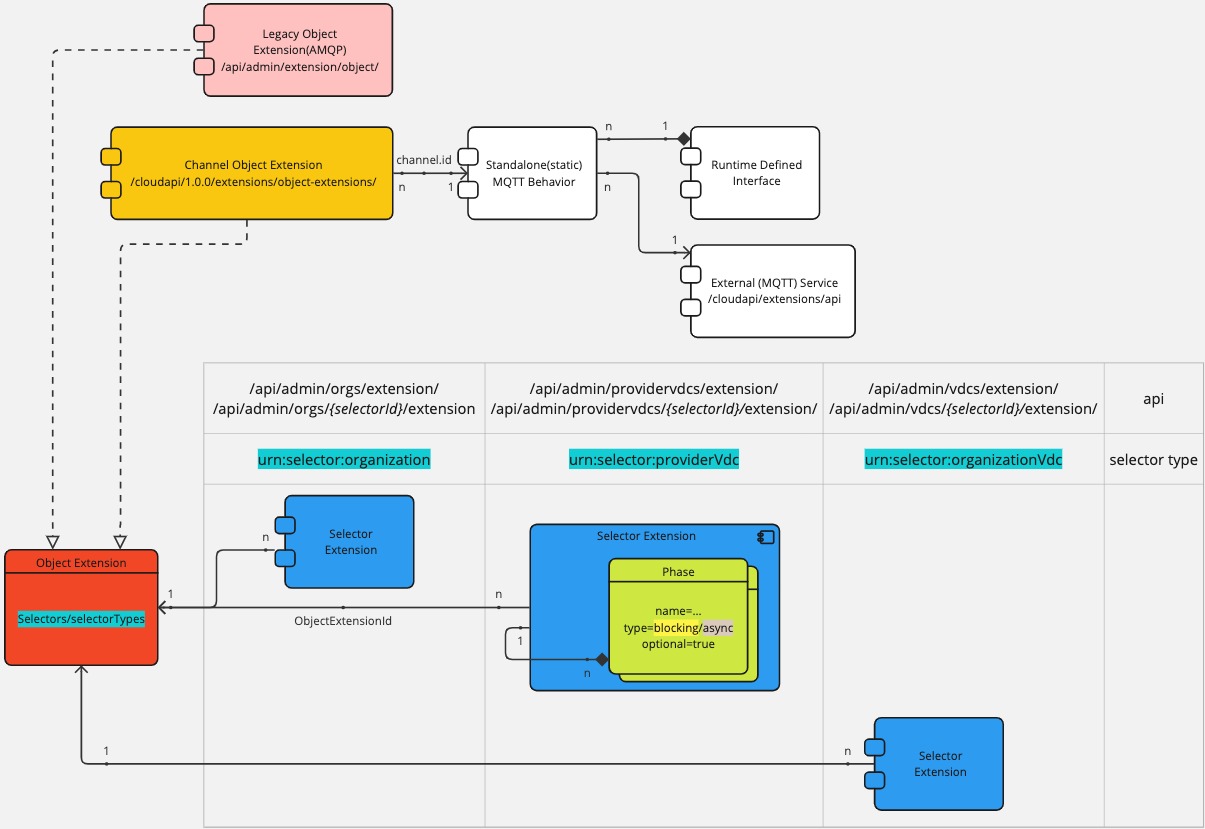 Legacy Object
Extension(AMQP)
/api/admin/extension/object/
Channel Object Extension
/cloudapi/1.0.0/extensions/object-extensions/
channel.id
n
1
Standalone(static)
MQTT Behavior
n
1
n
Runtime Defined
Interface
1
External (MQTT) Service
/cloudapi/extensions/api
/api/admin/orgs/extension/
/api/admin/orgs/{selectorId}/extension
/api/admin/providervdcs/extension/
/api/admin/providervdcs/{selectorId}/extension/
/api/admin/vdcs/extension/
/api/admin/vdcs/{selectorId}/extension/
api
urn:selector:organization
urn:selector:providerVdc
urn:selector:organizationVdc
selector type
Object Extension
Selectors/selectorTypes
1
n
Selector
Extension
ObjectExtensionId
n
Selector Extension
1
n
Phase
name=...
type=blocking/async
optional=true
1
n
Selector
Extension